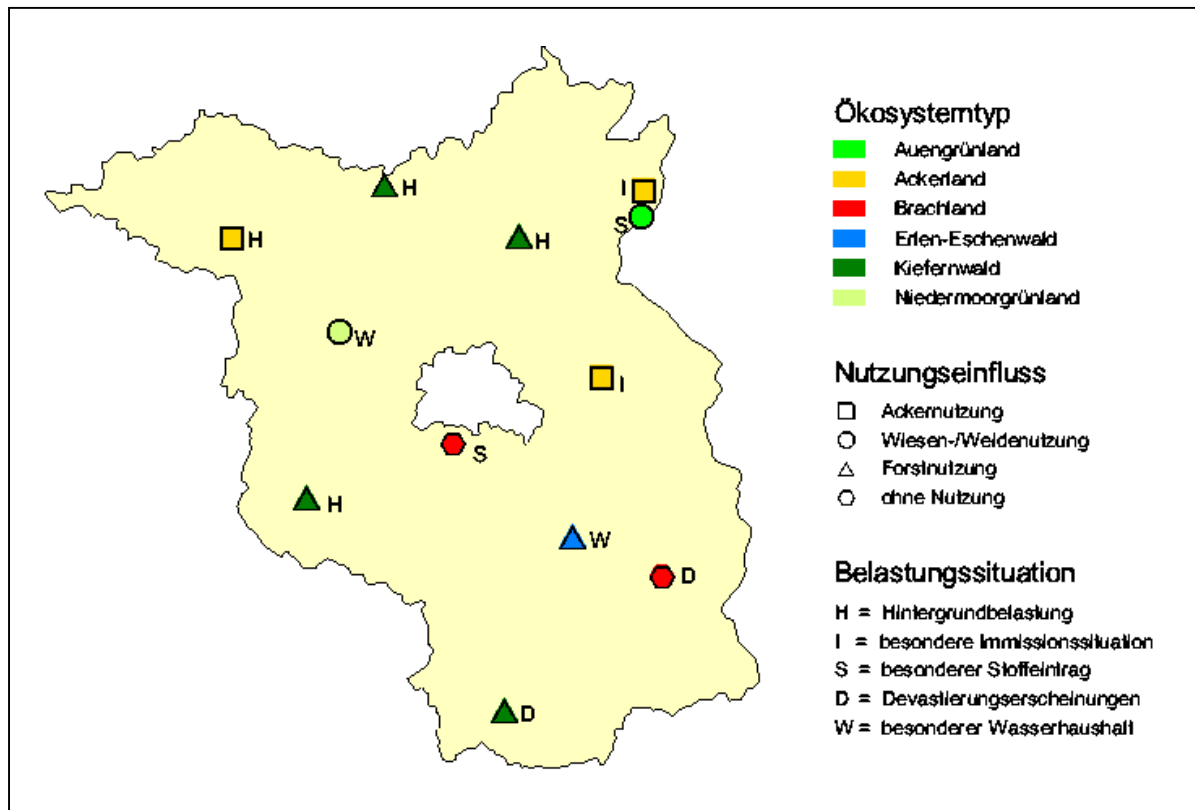 Ökosystemtyp
Auengrünland
Ackerland
Brachland
Erlen-Eschenwald
Kiefernwald
Niedermoorgrünland
Nutzungseinfluss
Ackernutzung
Wiesen-/Weidenutzung
Forstnutzung
ohne Nutzung
Belastungssituation
H = Hintergrundbelastung
I = besondere Immissionssituation
S = besonderer Stoffeintrag
D = Devastierungserscheinungen
W = besonderer Wasserhaushalt
H
I
S
H
H
W
I
S
H
W
D
D